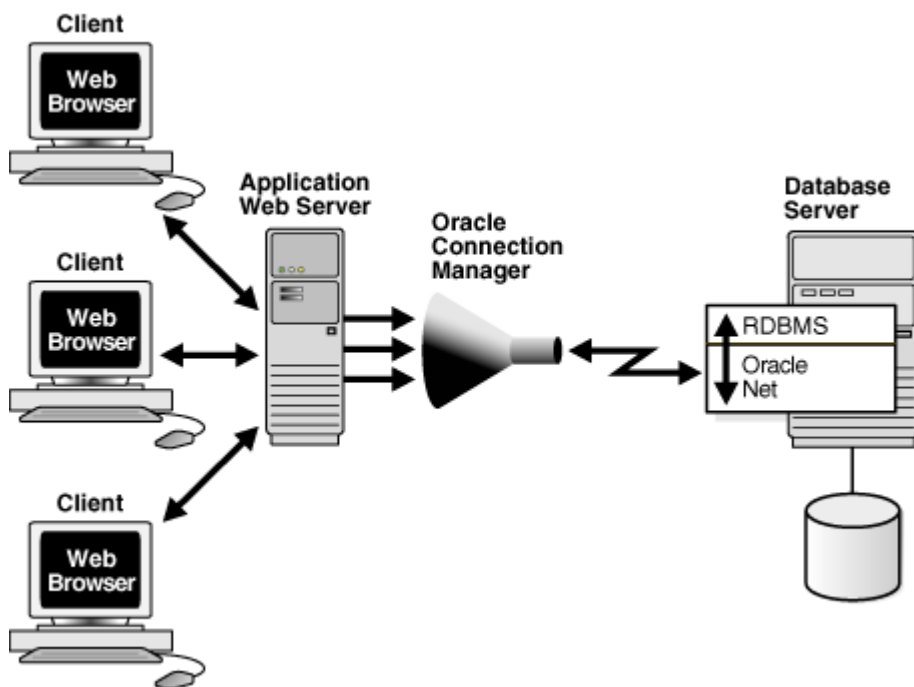 Client
Web
Browser
Application
Web Server
Client
Web
Browser
Oracle
Connection
Manager
Database
Server
RDBMS
Oracle
Net
Client
Web
Browser